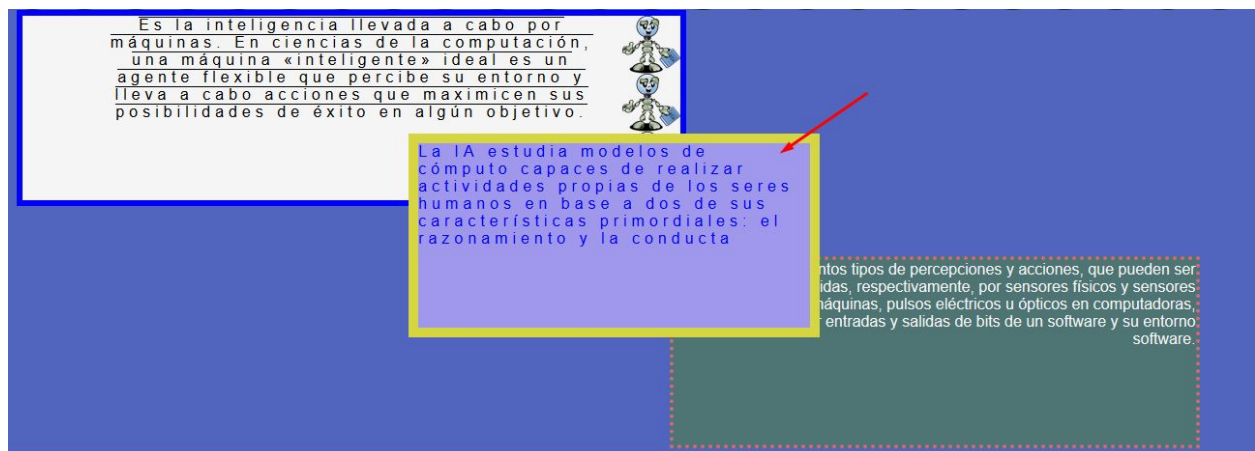 Es la inteligencia llevada a cabo por
máquinas. En ciencias de la computación,
una máquina «inteligente» ideal es un
agente flexible que percibe su entorno y
lleva a cabo acciones que maximicen sus
posibilidades de éxito en algún objetivo.
La IA estudia modelos de
cómputo capaces de realizar
actividades propias de los seres
humanos en base a dos de sus
características primordiales: el
razonamiento y la conducta
tipos de percepciones y acciones, que pueden ser
respectivamente, por sensores físicos y sensores
pulsos eléctricos u ópticos en computadoras,
entradas y salidas de bits de un software y su entorno
software.